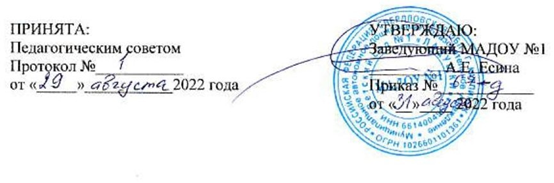 ПРИНЯТА:
Педагогическим советом
Протокол № 1
от «29» августа 2022 года
УТВЕРЖДАЮ:
Заведующий МАДОУ №1
А.Е. Есина
Приказ №
от «31» 2022 года